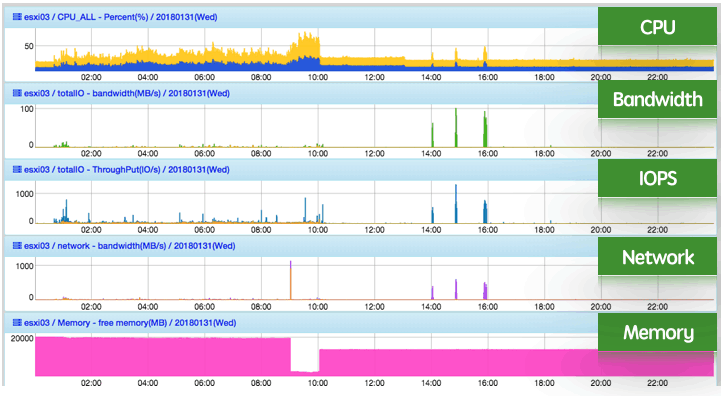 esxi03 / CPU_ALL - Percent(%) / 20180131(Wed)
CPU
50
02:00 04:00 06:00 08:00 10:00 12:00 14:00 16:00 18:00 20:00 22:00
esxi03 / totalIO - bandwidth(MB/s) / 20180131(Wed)
Bandwidth
100
0
02:00 04:00 06:00 08:00 10:00 12:00 14:00 16:00 18:00 20:00 22:00
esxi03 / totalIO - ThroughPut(IO/s) / 20180131(Wed)
IOPS
1000
0
02:00 04:00 06:00 08:00 10:00 12:00 14:00 16:00 18:00 20:00 22:00
esxi03 / network - bandwidth(MB/s) / 20180131(Wed)
Network
1000
0
02:00 04:00 06:00 08:00 10:00 12:00 14:00 16:00 18:00 20:00 22:00
esxi03 / Memory - free memory(MB) / 20180131(Wed)
Memory
20000
02:00 04:00 06:00 08:00 10:00 12:00 14:00 16:00 18:00 20:00 22:00